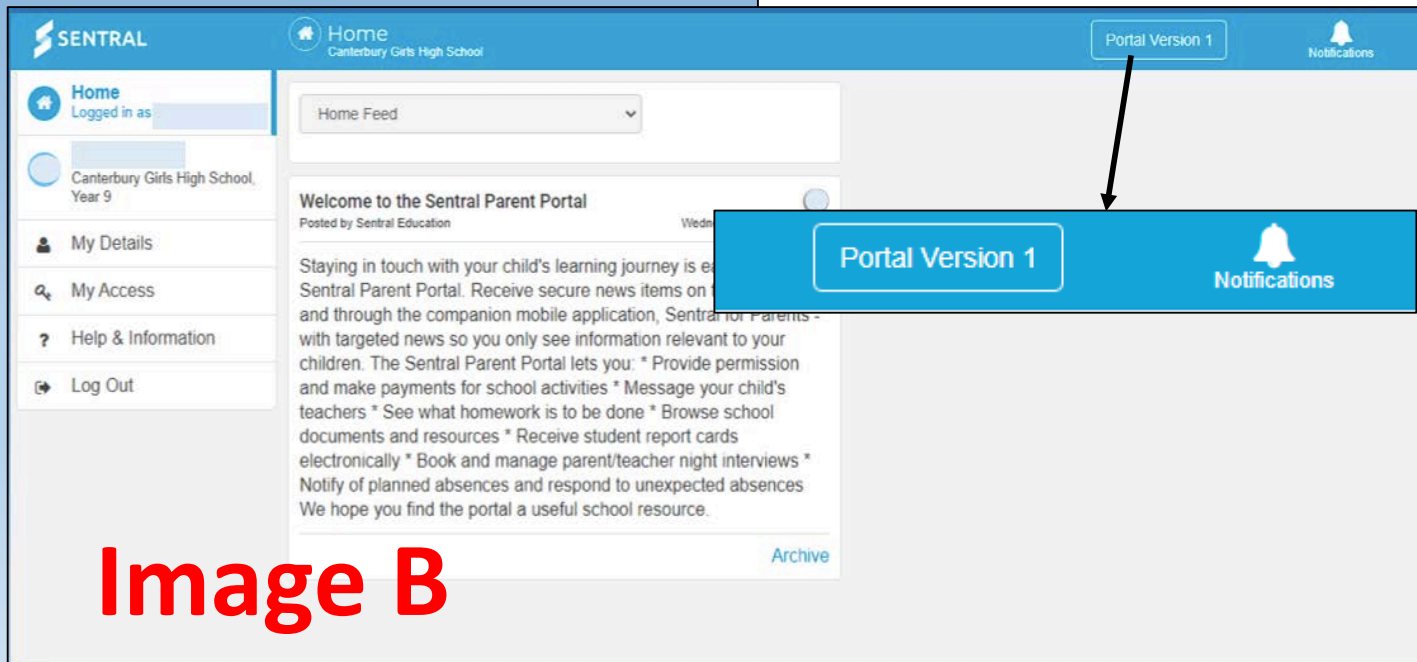 SENTRAL
Home
Canterbury Girls High School
Portal Version 1
Notifications
Home
Logged in as
Canterbury Girls High School,
Year 9
My Details
My Access
Help & Information
Log Out
Home Feed
Welcome to the Sentral Parent Portal
Posted by Sentral Education
Staying in touch with your child's learning journey is
Sentral Parent Portal. Receive secure news items on
and through the companion mobile application, Sentral for Parents -
with targeted news so you only see information relevant to your
children. The Sentral Parent Portal lets you: * Provide permission
and make payments for school activities * Message your child's
teachers * See what homework is to be done * Browse school
documents and resources * Receive student report cards
electronically * Book and manage parent/teacher night interviews *
Notify of planned absences and respond to unexpected absences
We hope you find the portal a useful school resource.
Archive
Portal Version 1
Notifications
Image B